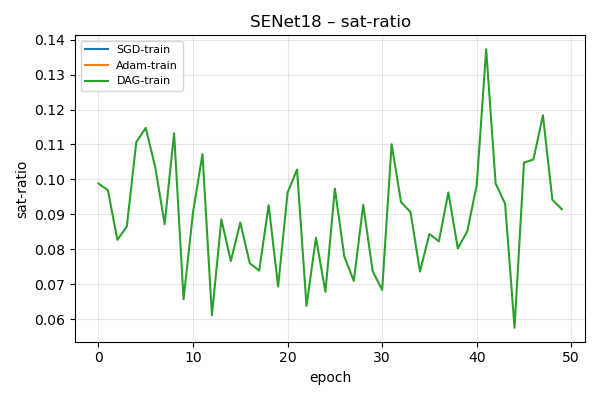 SENet18 – sat-ratio
SGD-train
Adam-train
DAG-train
sat-ratio
0.14
0.13
0.12
0.11
0.10
0.09
0.08
0.07
0.06
0 10 20 30 40 50
epoch